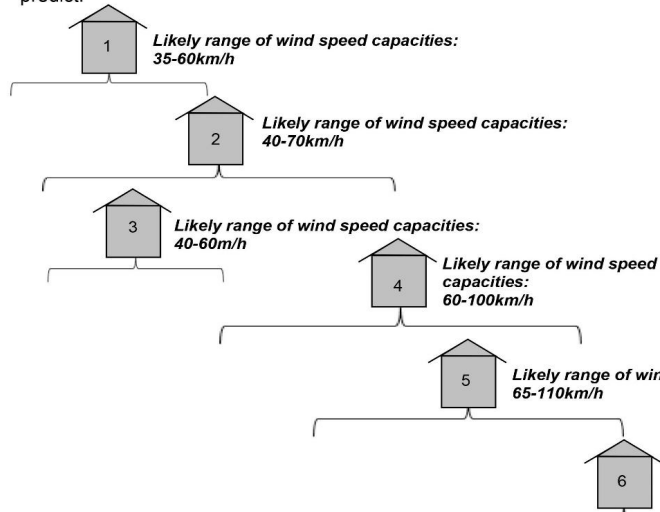 predict.
1
Likely range of wind speed capacities:
35-60km/h
2
Likely range of wind speed capacities:
40-70km/h
3
Likely range of wind speed capacities:
40-60m/h
4
Likely range of wind speed
capacities:
60-100km/h
5
Likely range of win
65-110km/h
6